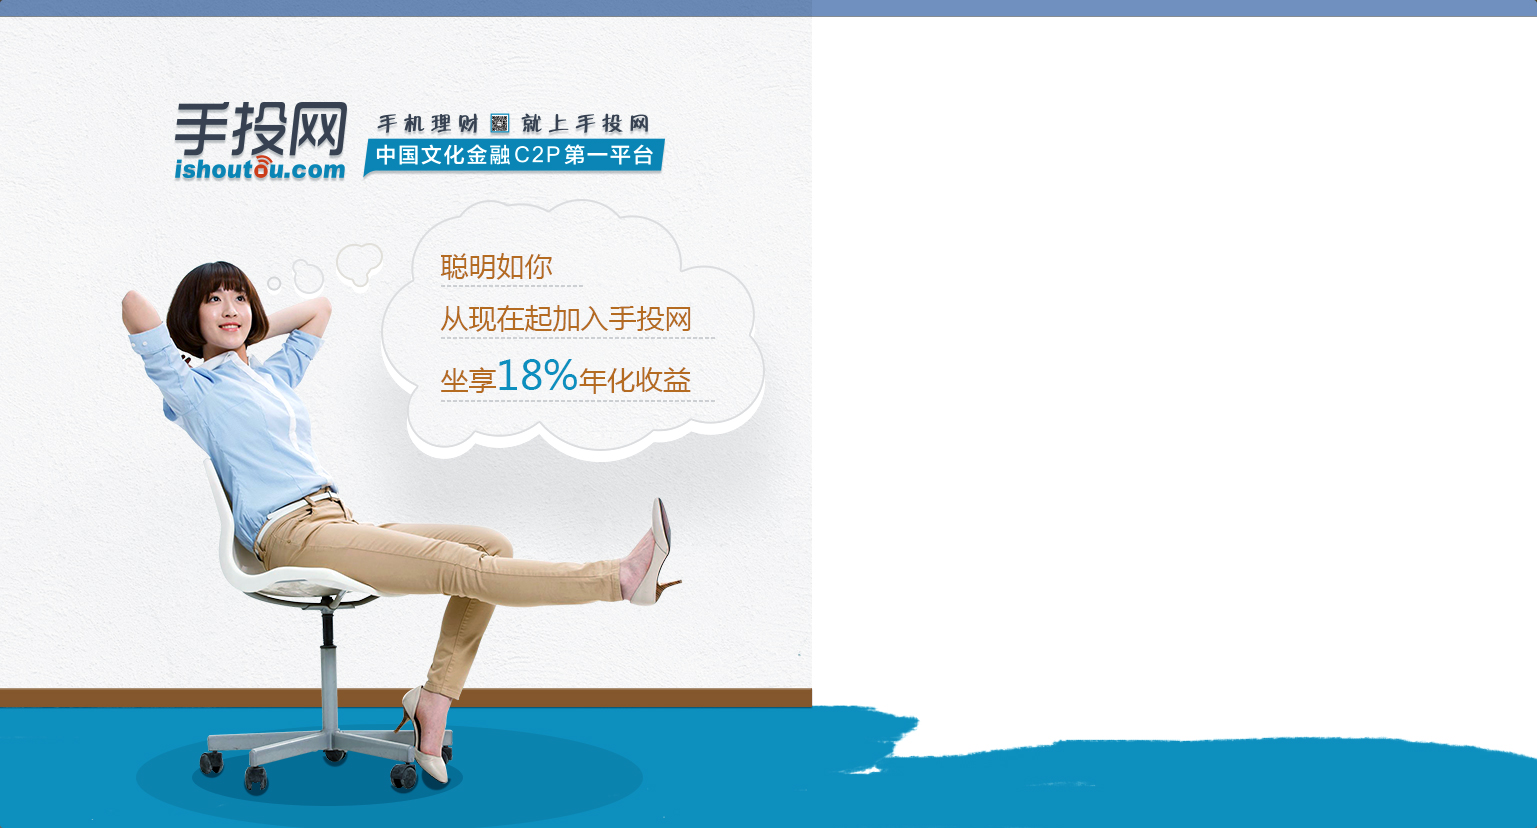 手投网
ishoutou.com
手机理财 就上手投网
中国文化金融C2P第一平台
聪明如你
从现在起加入手投网
坐享18%年化收益